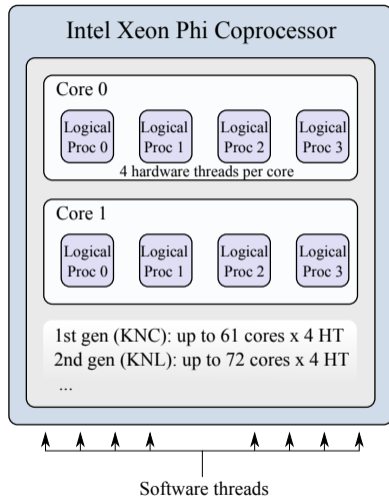 Intel Xeon Phi Coprocessor
Core 0
Logical Proc 0
Logical Proc 1
Logical Proc 2
Logical Proc 3
4 hardware threads per core
Core 1
Logical Proc 0
Logical Proc 1
Logical Proc 2
Logical Proc 3
1st gen (KNC): up to 61 cores x 4 HT
2nd gen (KNL): up to 72 cores x 4 HT
...
Software threads